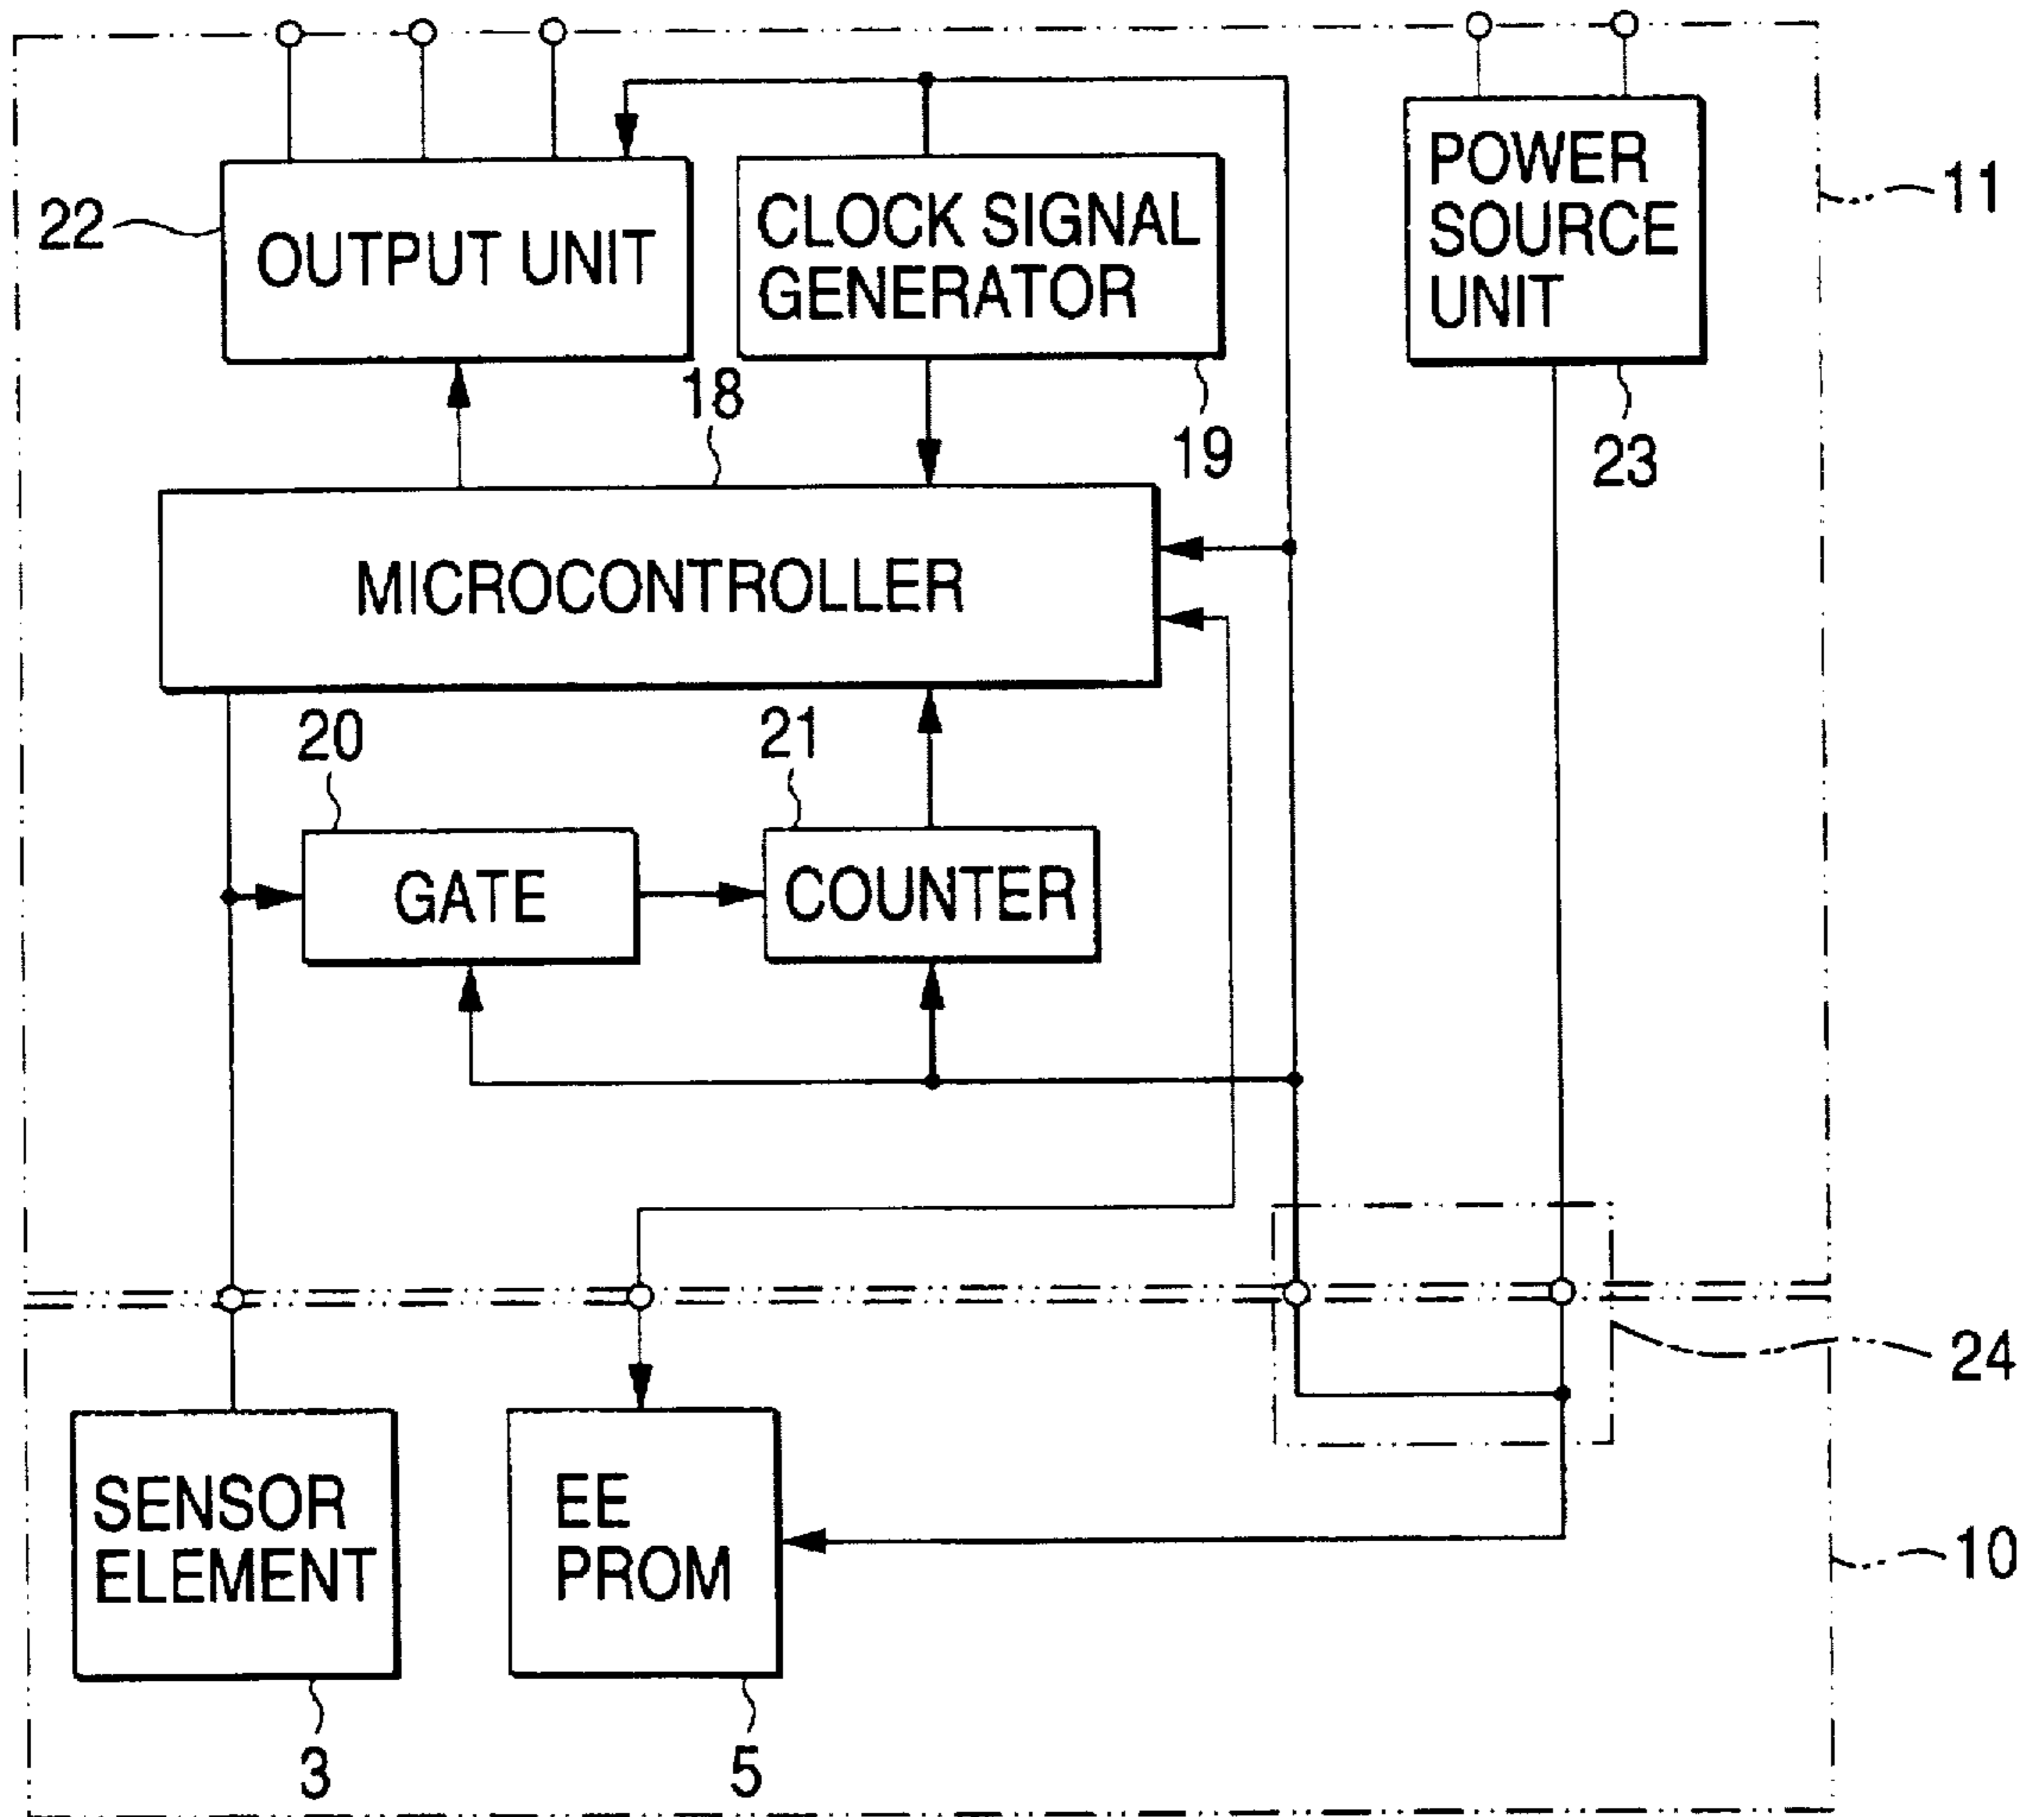 POWER
SOURCE
UNIT
11
22
OUTPUT UNIT
CLOCK SIGNAL
GENERATOR
18
19
23
MICROCONTROLLER
20
21
GATE
COUNTER
24
SENSOR
ELEMENT
EE
PROM
10
3
5